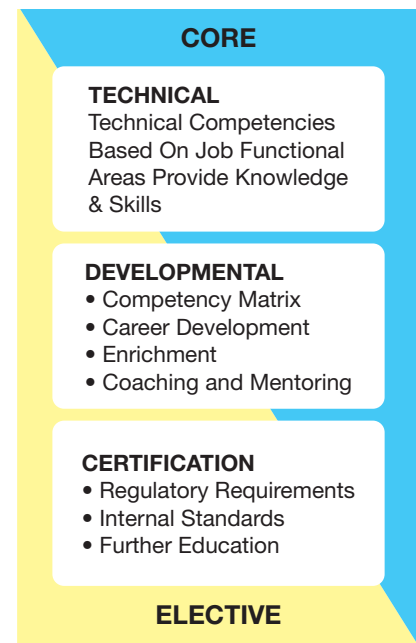 CORE
TECHNICAL
Technical Competencies
Based On Job Functional
Areas Provide Knowledge
& Skills
DEVELOPMENTAL
• Competency Matrix
• Career Development
• Enrichment
• Coaching and Mentoring
CERTIFICATION
• Regulatory Requirements
• Internal Standards
• Further Education
ELECTIVE